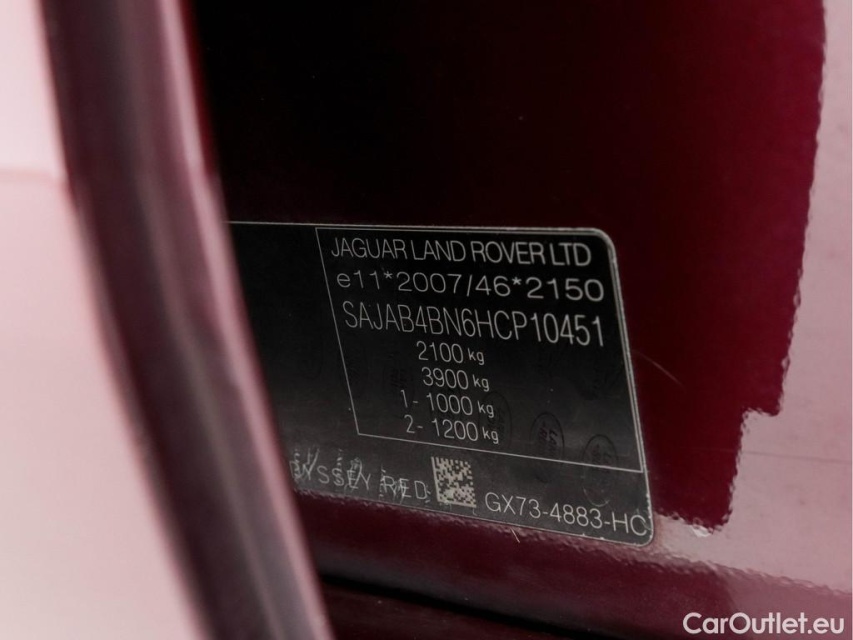 JAGUAR LAND ROVER LTD
e11*2007/46*2150
SAJAB4BN6HCP10451
2100 kg
3900 kg
1- 1000 kg
2- 1200 kg
RED
GX73-4883-HC
CarOutlet.eu